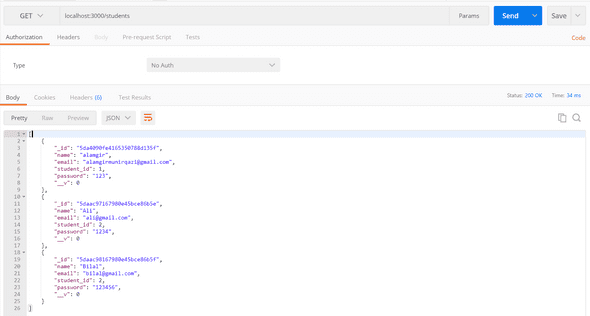 GET localhost:3000/students Params Send Save
Authorization Headers Body Pre-request Script Tests Code
Type No Auth
Body Cookies Headers (6) Test Results Status: 200 OK Time: 34 ms
Pretty Raw Preview JSON
1 [
2 {
3 "_id": "5da4090fe4165350788d135f",
4 "name": "alamgir",
5 "email": "alamgirmunirqazi@gmail.com",
6 "student_id": 1,
7 "password": "123",
8 "__v": 0
9 },
10 {
11 "_id": "5daac97167980e45bce86b5e",
12 "name": "Ali",
13 "email": "ali@gmail.com",
14 "student_id": 2,
15 "password": "1234",
16 "__v": 0
17 },
18 {
19 "_id": "5daac98167980e45bce86b5f",
20 "name": "Bilal",
21 "email": "bilal@gmail.com",
22 "student_id": 2,
23 "password": "123456",
24 "__v": 0
25 }
26 ]